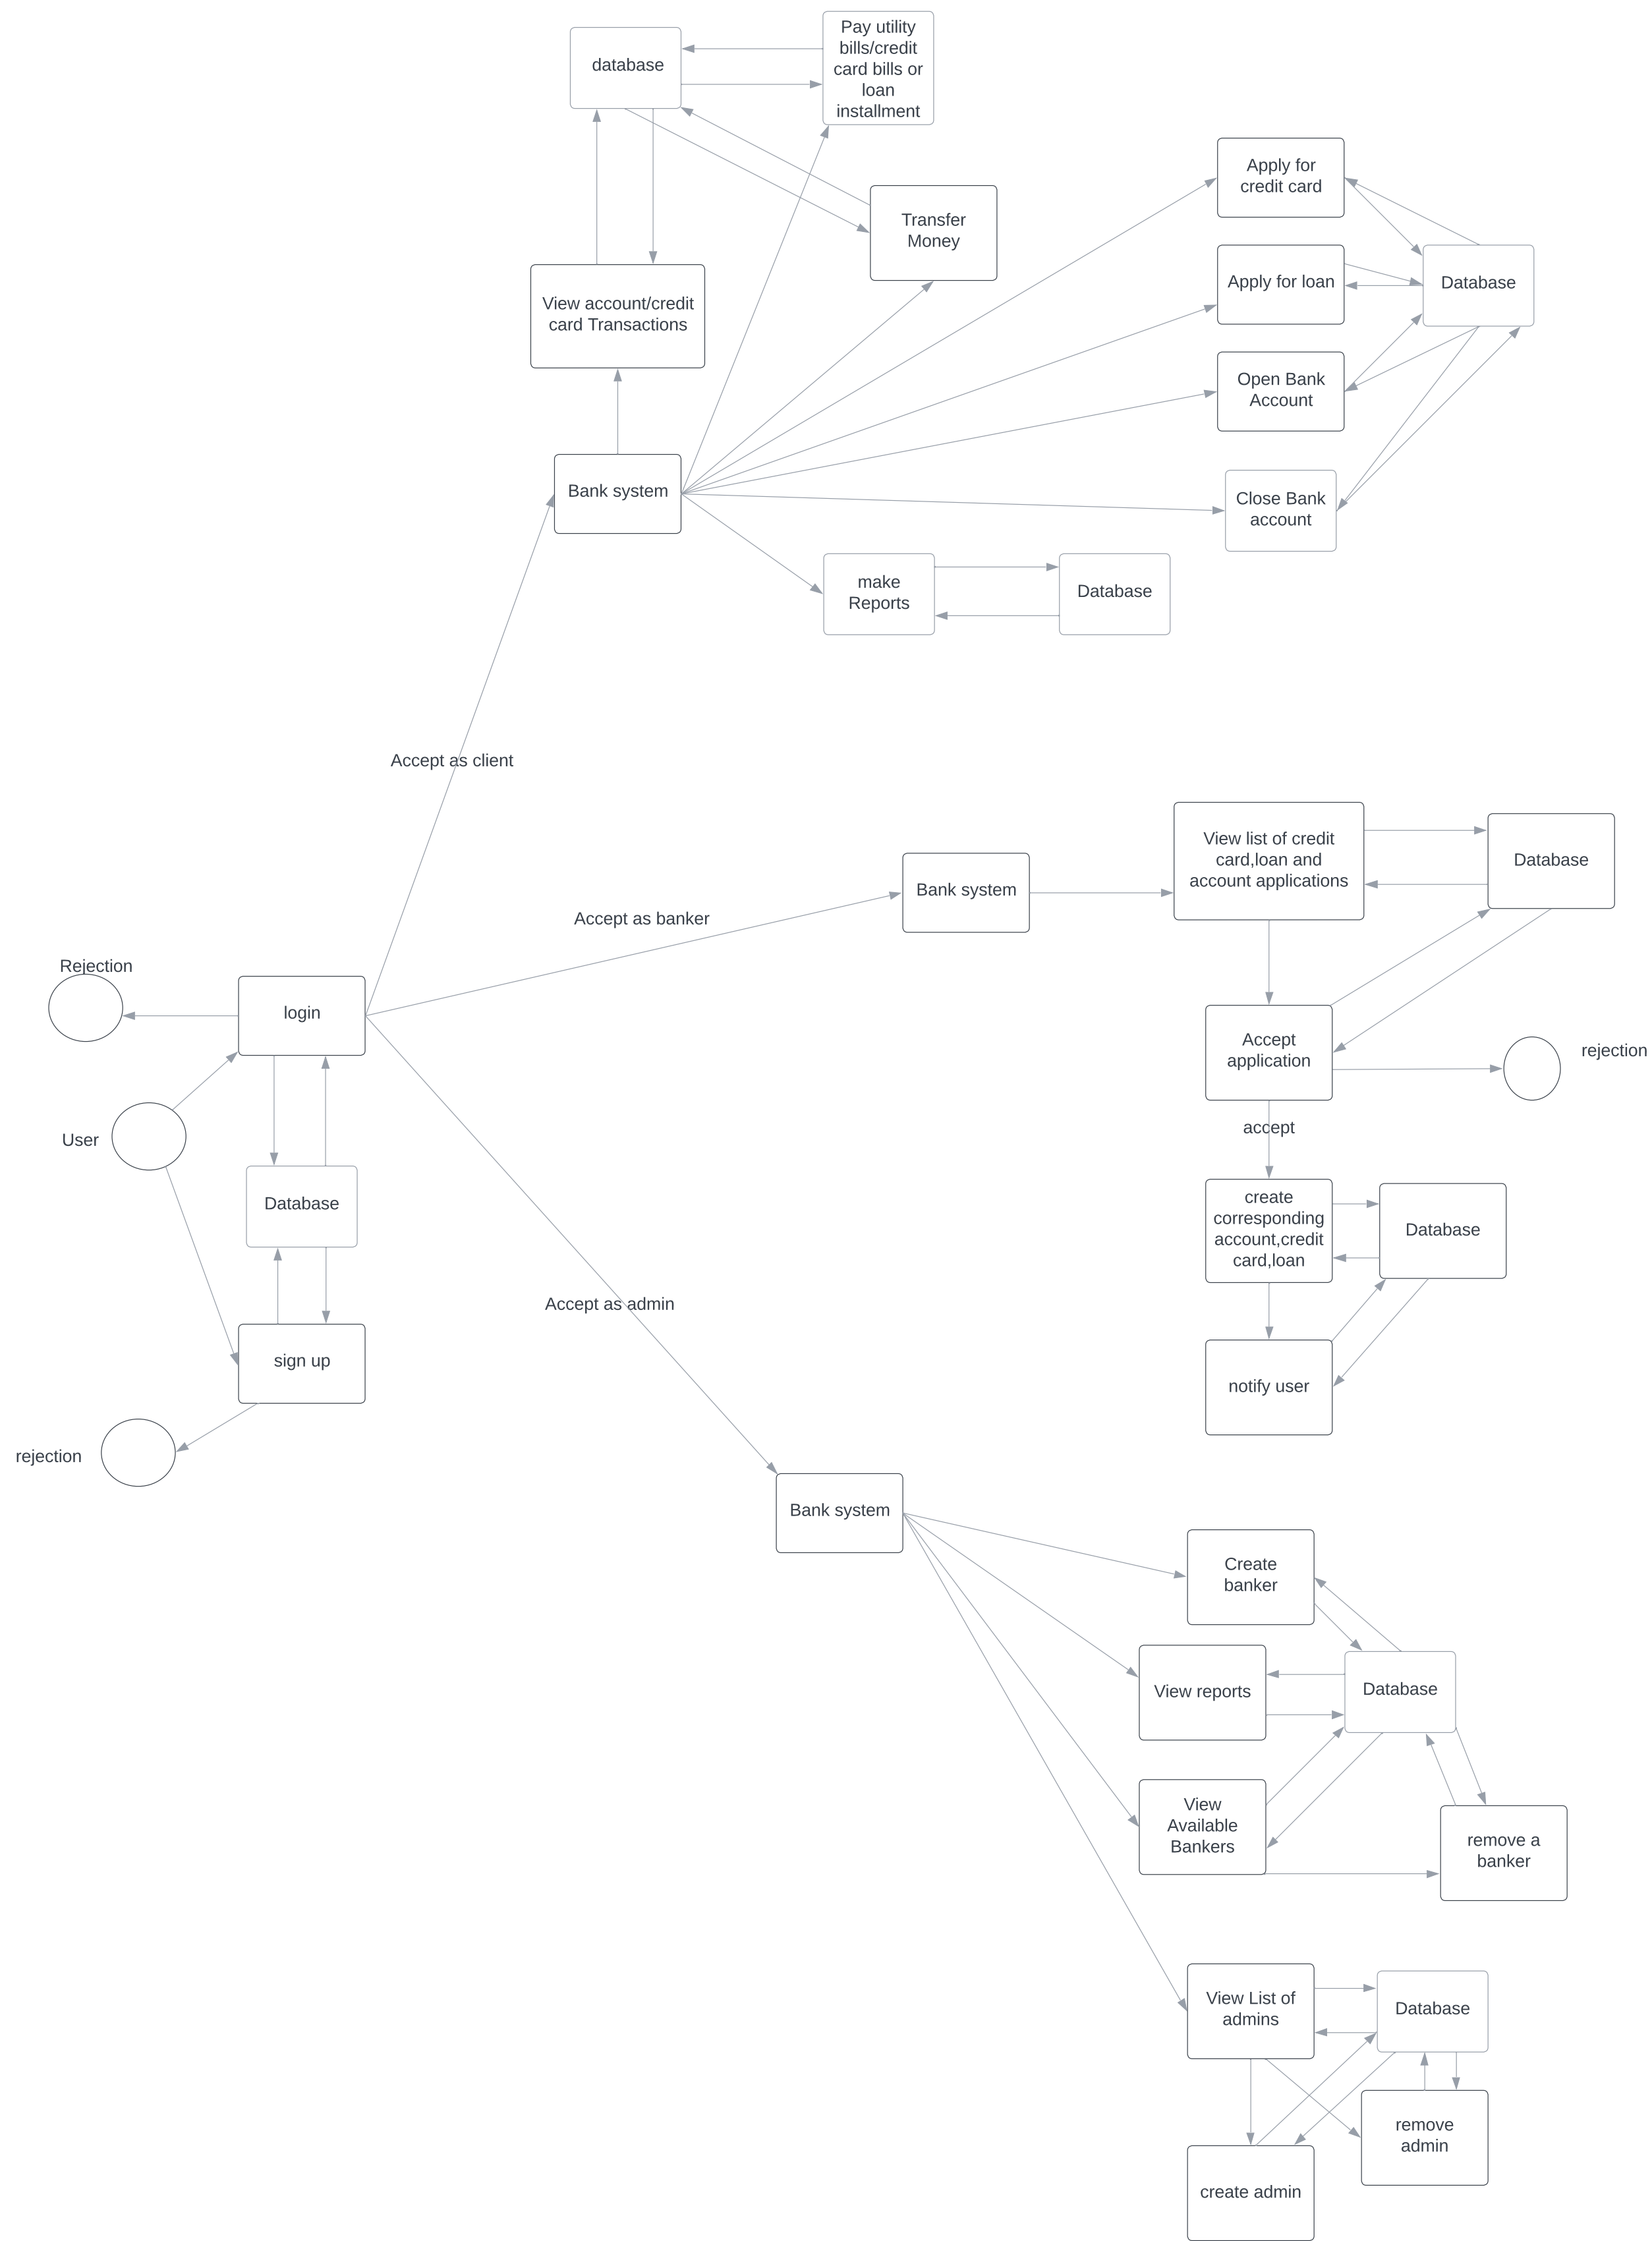 Pay utility
bills/credit
card bills or
loan
installment
database
Apply for
credit card
Transfer
Money
Apply for loan
Database
View account/credit
card Transactions
Open Bank
Account
Bank system
Close Bank
account
make
Reports
Database
Accept as client
View list of credit
card,loan and
account applications
Database
Bank system
Accept as banker
Rejection
login
Accept
application
rejection
User
accept
Database
create
corresponding
account,credit
card,loan
Database
Accept as admin
sign up
notify user
rejection
Bank system
Create
banker
View reports
Database
View
Available
Bankers
remove a
banker
View List of
admins
Database
remove
admin
create admin